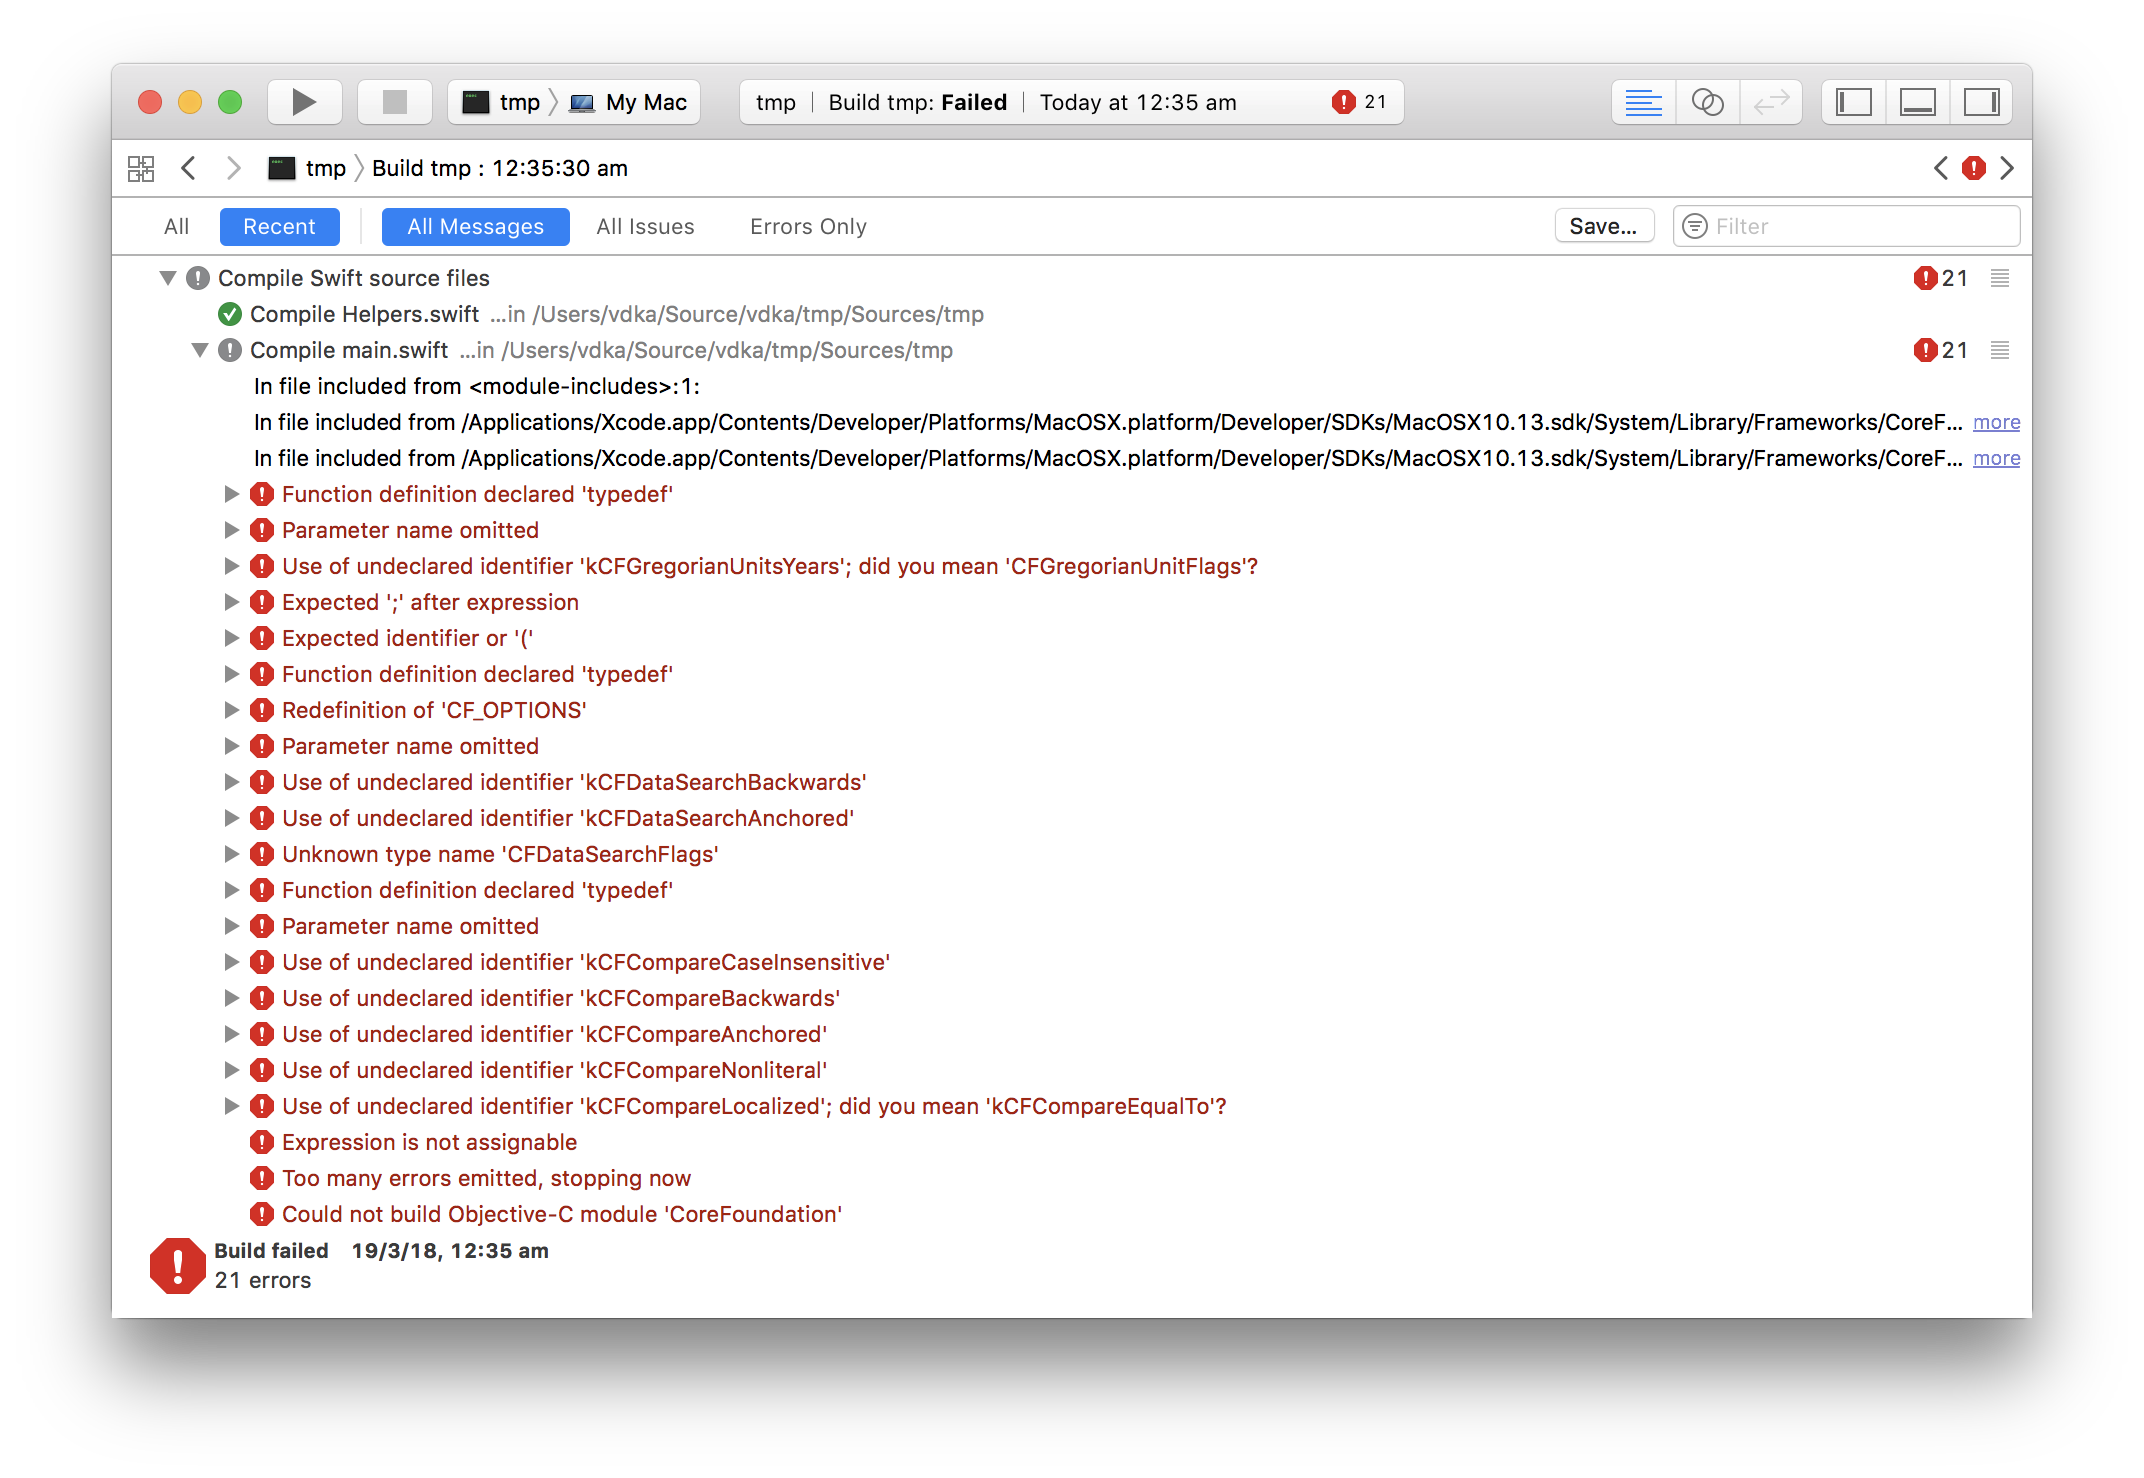 tmp My Mac tmp Build tmp: Failed Today at 12:35 am 21
tmp Build tmp : 12:35:30 am
All Recent All Messages All Issues Errors Only Save... Filter
Compile Swift source files 21
Compile Helpers.swift ...in /Users/vdka/Source/vdka/tmp/Sources/tmp
Compile main.swift ...in /Users/vdka/Source/vdka/tmp/Sources/tmp 21
In file included from <module-includes>:1:
In file included from /Applications/Xcode.app/Contents/Developer/Platforms/MacOSX.platform/Developer/SDKs/MacOSX10.13.sdk/System/Library/Frameworks/CoreF... more
In file included from /Applications/Xcode.app/Contents/Developer/Platforms/MacOSX.platform/Developer/SDKs/MacOSX10.13.sdk/System/Library/Frameworks/CoreF... more
Function definition declared 'typedef'
Parameter name omitted
Use of undeclared identifier 'kCFGregorianUnitsYears'; did you mean 'CFGregorianUnitFlags'?
Expected ';' after expression
Expected identifier or '('
Function definition declared 'typedef'
Redefinition of 'CF_OPTIONS'
Parameter name omitted
Use of undeclared identifier 'kCFDataSearchBackwards'
Use of undeclared identifier 'kCFDataSearchAnchored'
Unknown type name 'CFDataSearchFlags'
Function definition declared 'typedef'
Parameter name omitted
Use of undeclared identifier 'kCFCompareCaseInsensitive'
Use of undeclared identifier 'kCFCompareBackwards'
Use of undeclared identifier 'kCFCompareAnchored'
Use of undeclared identifier 'kCFCompareNonliteral'
Use of undeclared identifier 'kCFCompareLocalized'; did you mean 'kCFCompareEqualTo'?
Expression is not assignable
Too many errors emitted, stopping now
Could not build Objective-C module 'CoreFoundation'
Build failed 19/3/18, 12:35 am
21 errors